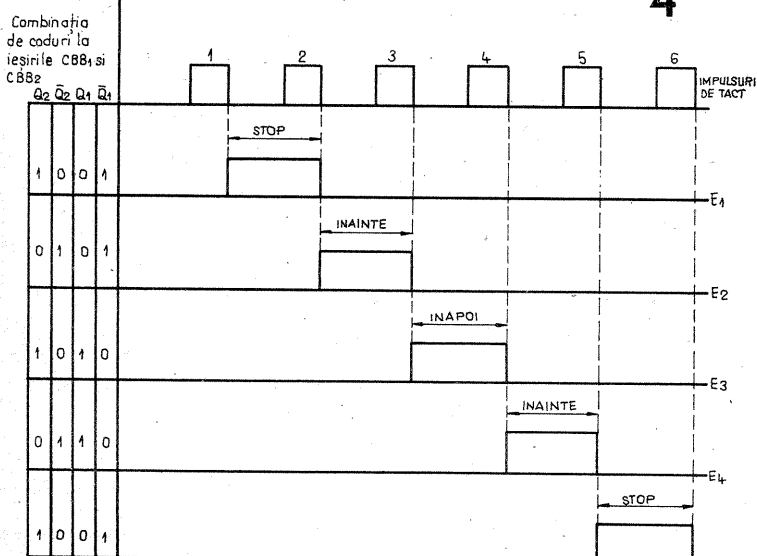 4
Combinația
de coduri la
ieșirile CBB1 si
CBB2
Q2 Q̄2 Q1 Q̄1
1 2 3 4 5 6
IMPULSURI
DE TACT
STOP
1 0 0 1
E1
INAINTE
0 1 0 1
E2
INAPOI
1 0 1 0
E3
INAINTE
0 1 1 0
E4
STOP
1 0 0 1